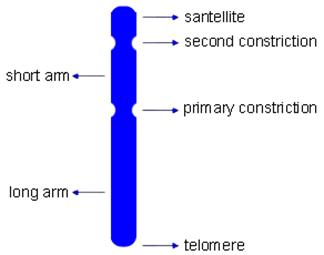 santellite
second constriction
short arm
primary constriction
long arm
telomere